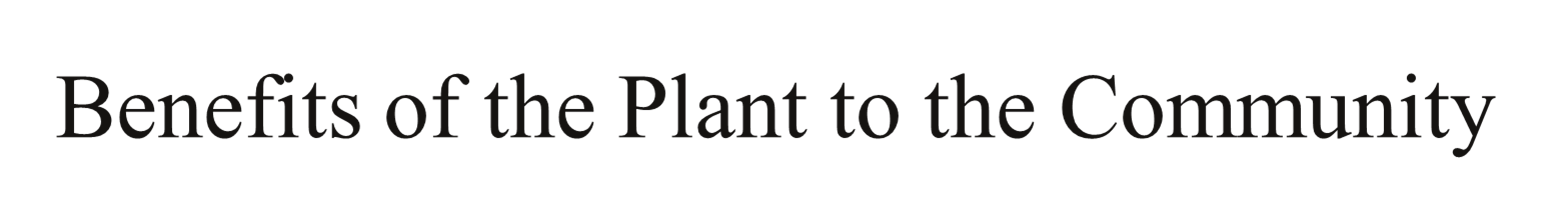 Benefits of the Plant to the Community